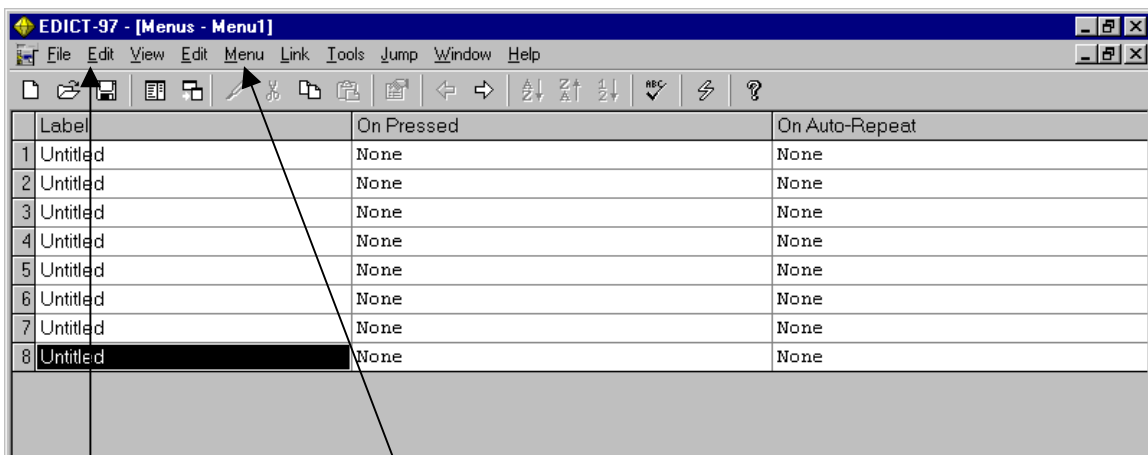 EDICT-97 - [Menus - Menu1]
File Edit View Edit Menu Link Tools Jump Window Help
Label On Pressed On Auto-Repeat
1 Untitled None None
2 Untitled None None
3 Untitled None None
4 Untitled None None
5 Untitled None None
6 Untitled None None
7 Untitled None None
8 Untitled None None